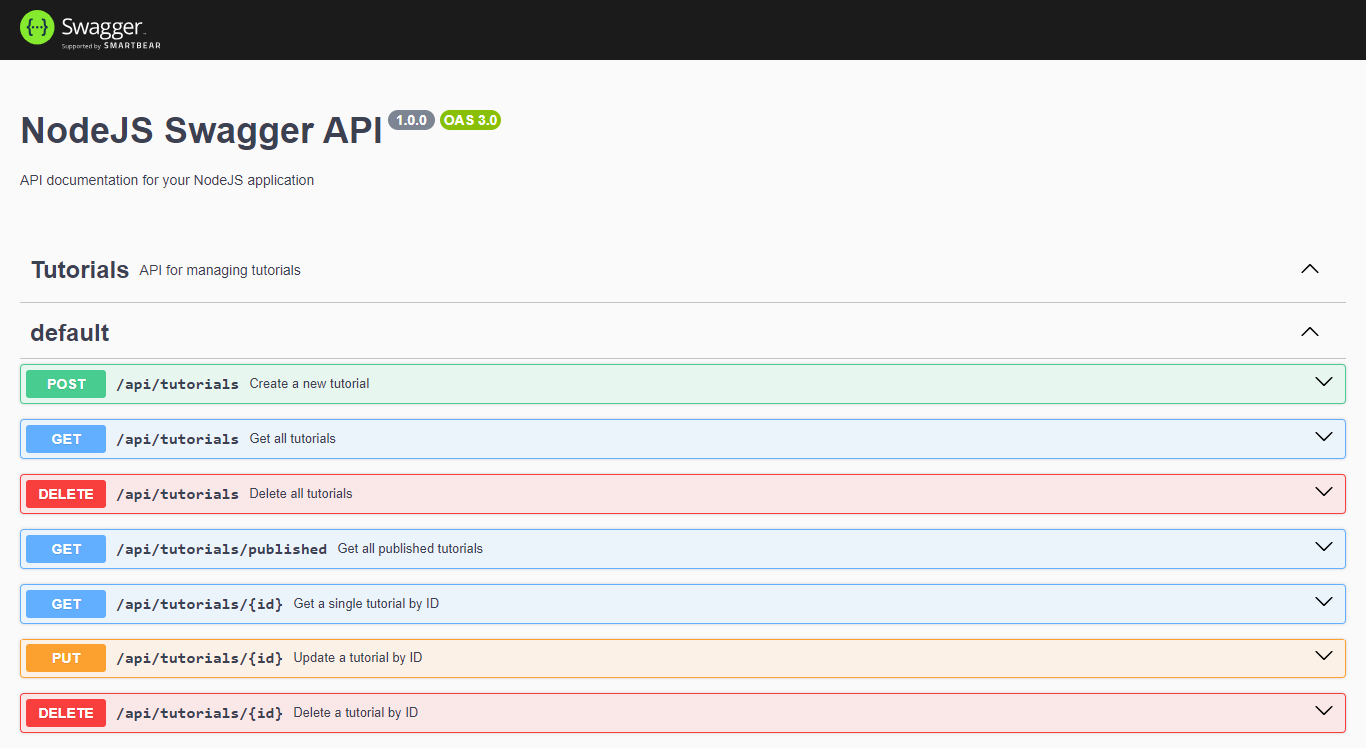 {...} Swagger
Supported by SMARTBEAR
NodeJS Swagger API 1.0.0 OAS 3.0
API documentation for your NodeJS application
Tutorials API for managing tutorials
default
POST /api/tutorials Create a new tutorial
GET /api/tutorials Get all tutorials
DELETE /api/tutorials Delete all tutorials
GET /api/tutorials/published Get all published tutorials
GET /api/tutorials/{id} Get a single tutorial by ID
PUT /api/tutorials/{id} Update a tutorial by ID
DELETE /api/tutorials/{id} Delete a tutorial by ID